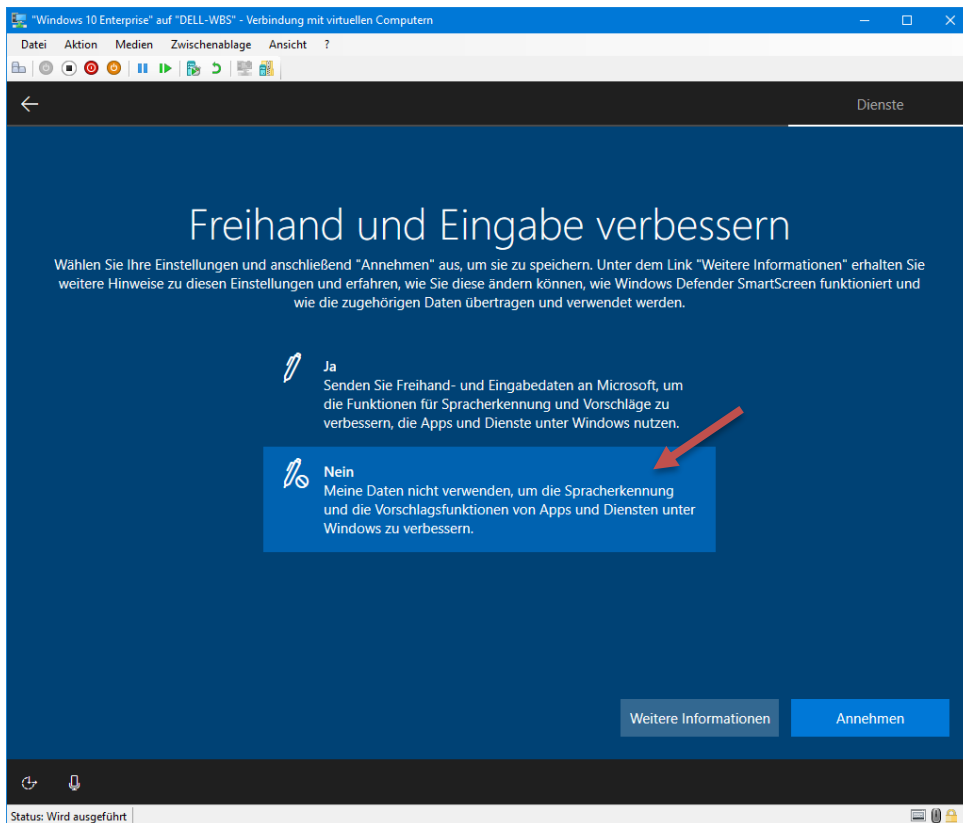 "Windows 10 Enterprise" auf "DELL-WBS" - Verbindung mit virtuellen Computern
Datei Aktion Medien Zwischenablage Ansicht ?
Dienste
Freihand und Eingabe verbessern
Wählen Sie Ihre Einstellungen und anschließend "Annehmen" aus, um sie zu speichern. Unter dem Link "Weitere Informationen" erhalten Sie
weitere Hinweise zu diesen Einstellungen und erfahren, wie Sie diese ändern können, wie Windows Defender SmartScreen funktioniert und
wie die zugehörigen Daten übertragen und verwendet werden.
Ja
Senden Sie Freihand- und Eingabedaten an Microsoft, um
die Funktionen für Spracherkennung und Vorschläge zu
verbessern, die Apps und Dienste unter Windows nutzen.
Nein
Meine Daten nicht verwenden, um die Spracherkennung
und die Vorschlagsfunktionen von Apps und Diensten unter
Windows zu verbessern.
Weitere Informationen
Annehmen
Status: Wird ausgeführt